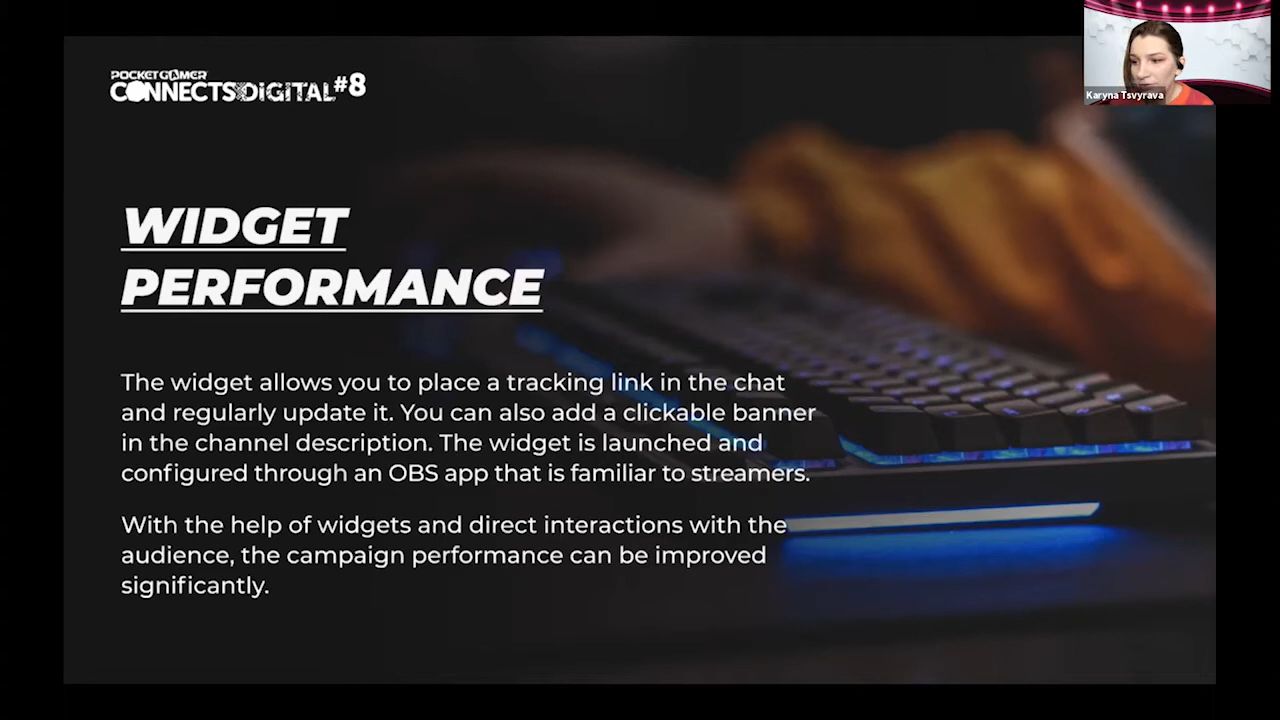 POCKET GAMER
CONNECTS DIGITAL #8
Karyna Tsvyrava
WIDGET
PERFORMANCE
The widget allows you to place a tracking link in the chat
and regularly update it. You can also add a clickable banner
in the channel description. The widget is launched and
configured through an OBS app that is familiar to streamers.
With the help of widgets and direct interactions with the
audience, the campaign performance can be improved
significantly.